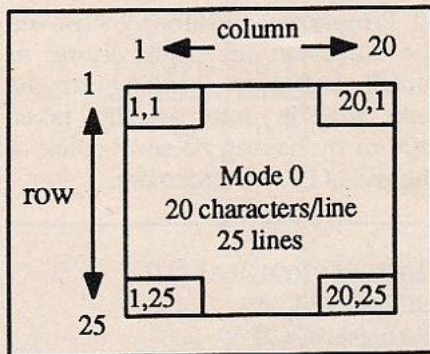 column
1 20
1
1,1 20,1
Mode 0
row 20 characters/line
25 lines
1,25 20,25
25